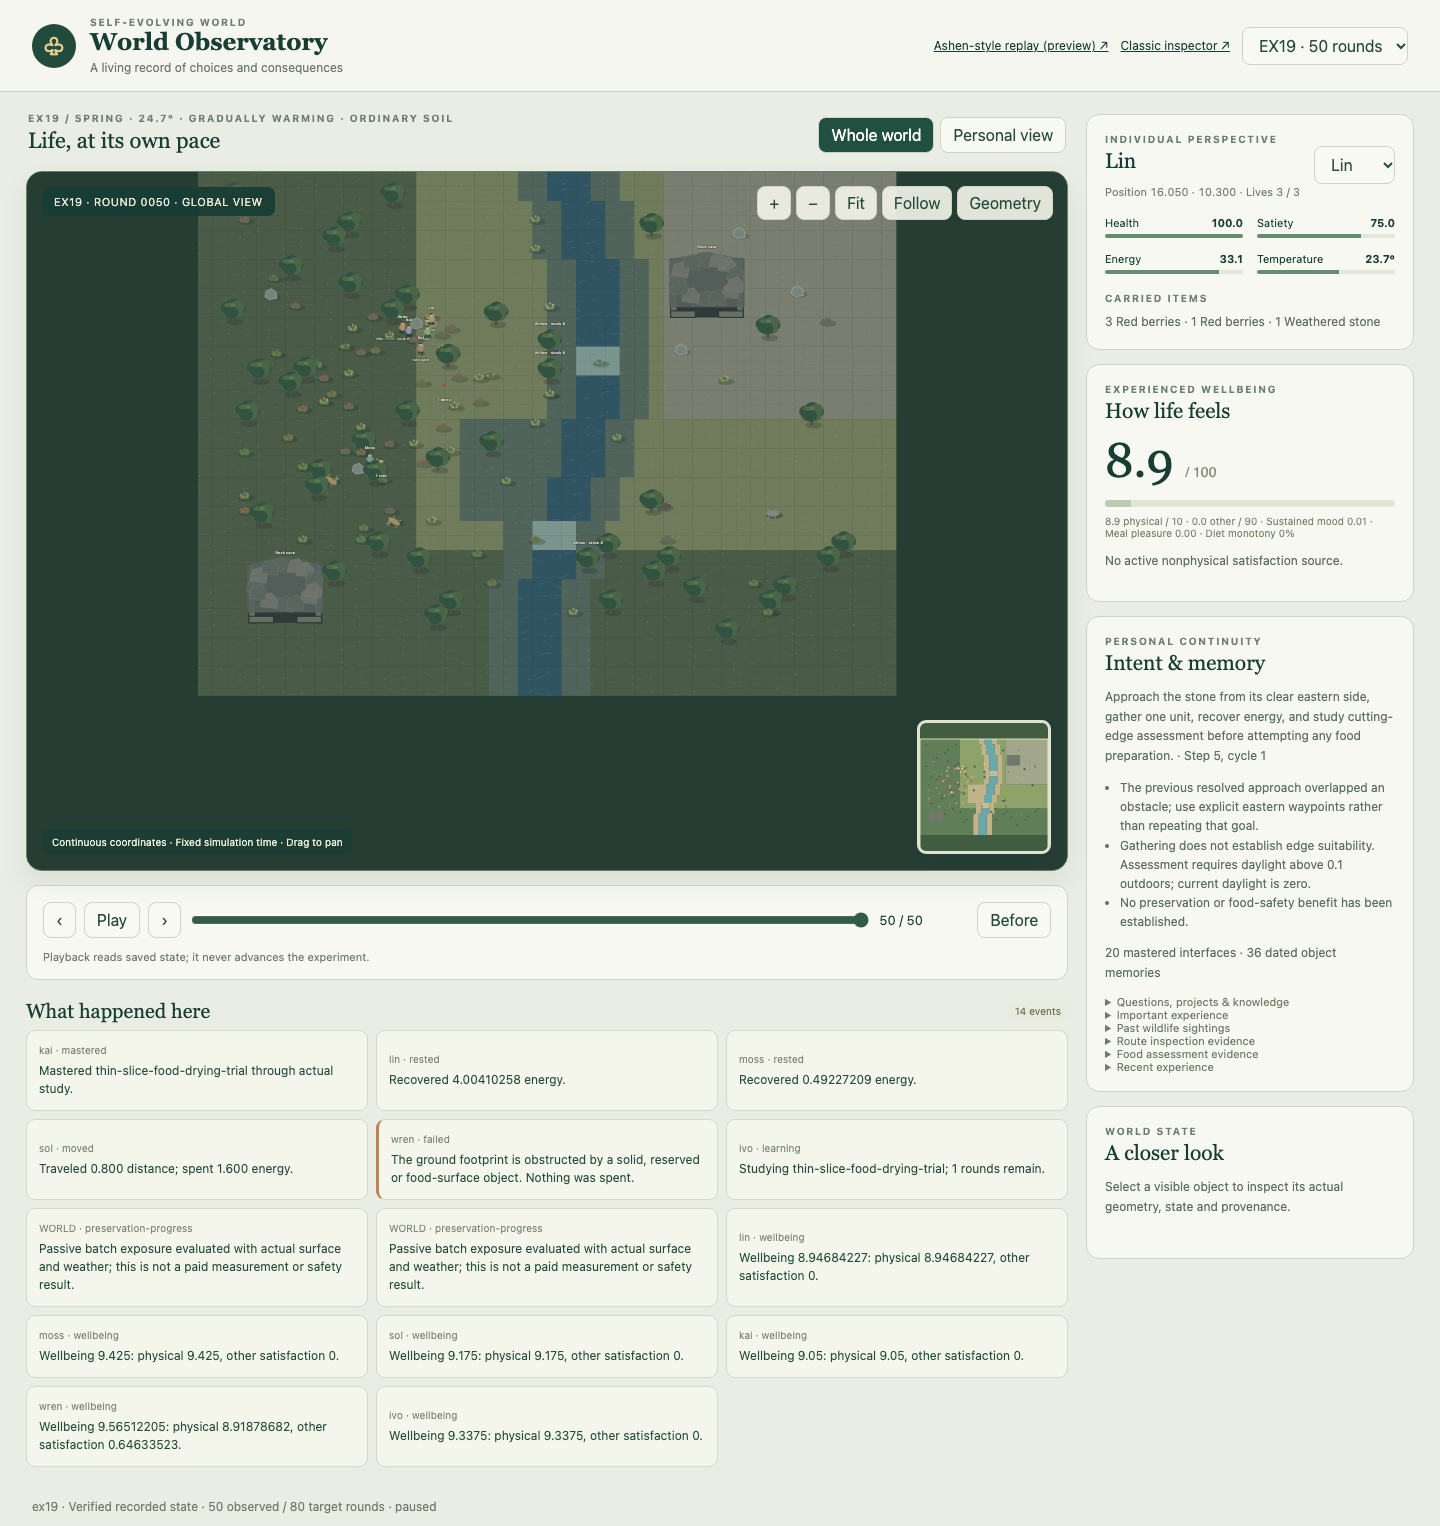 SELF-EVOLVING WORLD
World Observatory
A living record of choices and consequences
Ashen-style replay (preview) ↗
Classic inspector ↗
EX19 · 50 rounds
EX19 / SPRING · 24.7° · GRADUALLY WARMING · ORDINARY SOIL
Life, at its own pace
Whole world
Personal view
EX19 · ROUND 0050 · GLOBAL VIEW
+
−
Fit
Follow
Geometry
Rock cave
Willow · stock 8
Willow · stock 8
Moss
Rock cave
Continuous coordinates · Fixed simulation time · Drag to pan
‹
Play
›
50 / 50
Before
Playback reads saved state; it never advances the experiment.
What happened here
14 events
kai · mastered
Mastered thin-slice-food-drying-trial through actual
study.
lin · rested
Recovered 4.00410258 energy.
moss · rested
Recovered 0.49227209 energy.
sol · moved
Traveled 0.800 distance; spent 1.600 energy.
wren · failed
The ground footprint is obstructed by a solid, reserved
or food-surface object. Nothing was spent.
ivo · learning
Studying thin-slice-food-drying-trial; 1 rounds remain.
WORLD · preservation-progress
Passive batch exposure evaluated with actual surface
and weather; this is not a paid measurement or safety
result.
WORLD · preservation-progress
Passive batch exposure evaluated with actual surface
and weather; this is not a paid measurement or safety
result.
lin · wellbeing
Wellbeing 8.94684227: physical 8.94684227, other
satisfaction 0.
moss · wellbeing
Wellbeing 9.425: physical 9.425, other satisfaction 0.
sol · wellbeing
Wellbeing 9.175: physical 9.175, other satisfaction 0.
kai · wellbeing
Wellbeing 9.05: physical 9.05, other satisfaction 0.
wren · wellbeing
Wellbeing 9.56512205: physical 8.91878682, other
satisfaction 0.64633523.
ivo · wellbeing
Wellbeing 9.3375: physical 9.3375, other satisfaction 0.
INDIVIDUAL PERSPECTIVE
Lin
Lin
Position 16.050 · 10.300 · Lives 3 / 3
Health 100.0
Satiety 75.0
Energy 33.1
Temperature 23.7°
CARRIED ITEMS
3 Red berries · 1 Red berries · 1 Weathered stone
EXPERIENCED WELLBEING
How life feels
8.9 / 100
8.9 physical / 10 · 0.0 other / 90 · Sustained mood 0.01 ·
Meal pleasure 0.00 · Diet monotony 0%
No active nonphysical satisfaction source.
PERSONAL CONTINUITY
Intent & memory
Approach the stone from its clear eastern side,
gather one unit, recover energy, and study cutting-
edge assessment before attempting any food
preparation. · Step 5, cycle 1
• The previous resolved approach overlapped an
obstacle; use explicit eastern waypoints rather
than repeating that goal.
• Gathering does not establish edge suitability.
Assessment requires daylight above 0.1
outdoors; current daylight is zero.
• No preservation or food-safety benefit has been
established.
20 mastered interfaces · 36 dated object
memories
▶ Questions, projects & knowledge
▶ Important experience
▶ Past wildlife sightings
▶ Route inspection evidence
▶ Food assessment evidence
▶ Recent experience
WORLD STATE
A closer look
Select a visible object to inspect its actual
geometry, state and provenance.
ex19 · Verified recorded state · 50 observed / 80 target rounds · paused